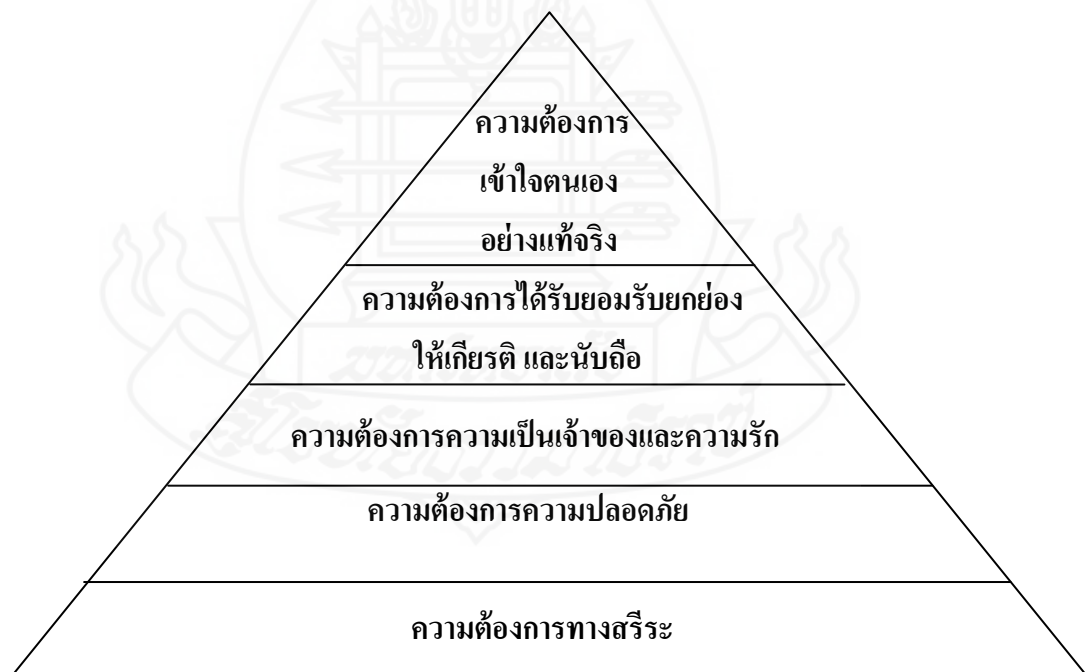 ความต้องการ
เข้าใจตนเอง
อย่างแท้จริง
ความต้องการได้รับยอมรับยกย่อง
ให้เกียรติ และนับถือ
ความต้องการความเป็นเจ้าของและความรัก
ความต้องการความปลอดภัย
ความต้องการทางสรีระ